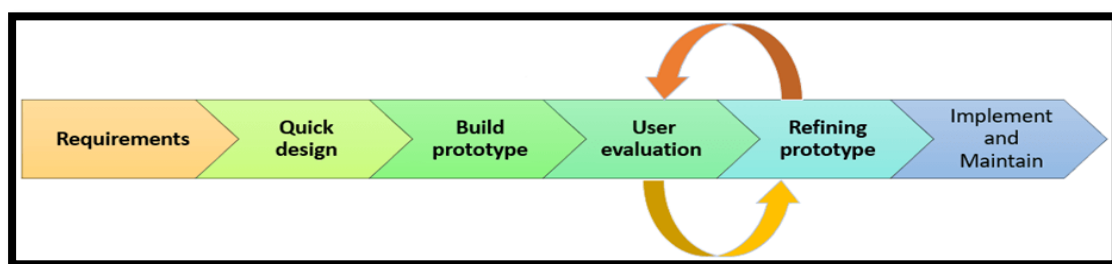 Requirements
Quick
design
Build
prototype
User
evaluation
Refining
prototype
Implement
and
Maintain